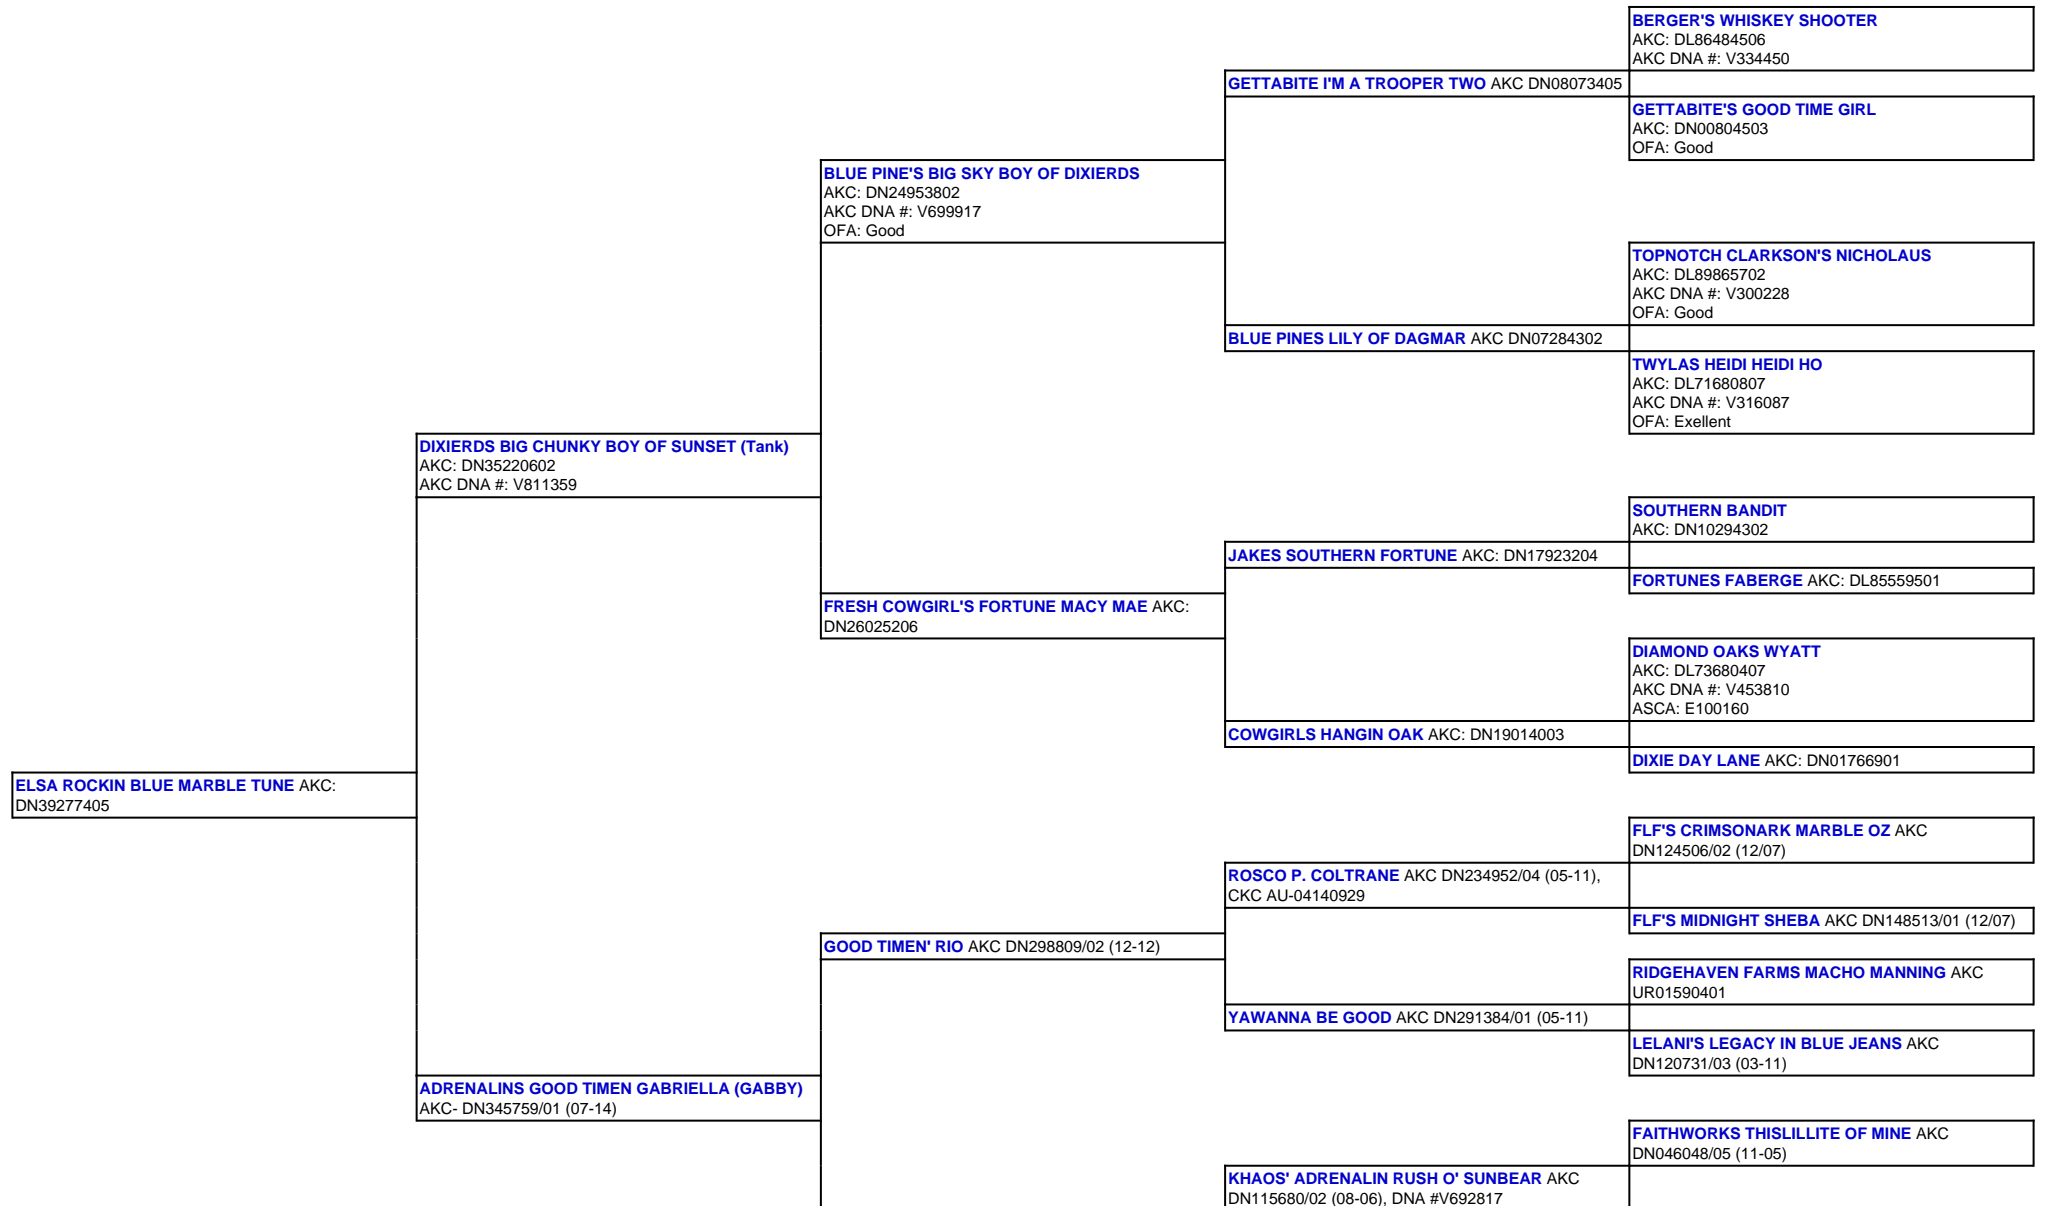 BERGER'S WHISKEY SHOOTER
AKC: DL86484506
AKC DNA #: V334450
GETTABITE I'M A TROOPER TWO AKC DN08073405
GETTABITE'S GOOD TIME GIRL
AKC: DN00804503
OFA: Good
BLUE PINE'S BIG SKY BOY OF DIXIERDS
AKC: DN24953802
AKC DNA #: V699917
OFA: Good
TOPNOTCH CLARKSON'S NICHOLAUS
AKC: DL89865702
AKC DNA #: V300228
OFA: Good
BLUE PINES LILY OF DAGMAR AKC DN07284302
TWYLAS HEIDI HEIDI HO
AKC: DL71680807
AKC DNA #: V316087
OFA: Exellent
DIXIERDS BIG CHUNKY BOY OF SUNSET (Tank)
AKC: DN35220602
AKC DNA #: V811359
SOUTHERN BANDIT
AKC: DN10294302
JAKES SOUTHERN FORTUNE AKC: DN17923204
FORTUNES FABERGE AKC: DL85559501
FRESH COWGIRL'S FORTUNE MACY MAE AKC:
DN26025206
DIAMOND OAKS WYATT
AKC: DL73680407
AKC DNA #: V453810
ASCA: E100160
COWGIRLS HANGIN OAK AKC: DN19014003
DIXIE DAY LANE AKC: DN01766901
ELSA ROCKIN BLUE MARBLE TUNE AKC:
DN39277405
FLF'S CRIMSONARK MARBLE OZ AKC
DN124506/02 (12/07)
ROSCO P. COLTRANE AKC DN234952/04 (05-11),
CKC AU-04140929
FLF'S MIDNIGHT SHEBA AKC DN148513/01 (12/07)
GOOD TIMEN' RIO AKC DN298809/02 (12-12)
RIDGEHAVEN FARMS MACHO MANNING AKC
UR01590401
YAWANNA BE GOOD AKC DN291384/01 (05-11)
LELANI'S LEGACY IN BLUE JEANS AKC
DN120731/03 (03-11)
ADRENALINS GOOD TIMEN GABRIELLA (GABBY)
AKC- DN345759/01 (07-14)
FAITHWORKS THISLILLITE OF MINE AKC
DN046048/05 (11-05)
KHAOS' ADRENALIN RUSH O' SUNBEAR AKC
DN115680/02 (08-06), DNA #V692817